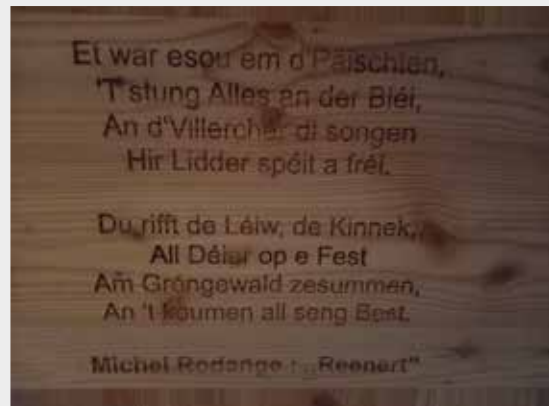 Et war esou em d'Päischten,
'T stung Alles an der Bléi,
An d'Villercher di songen
Hir Lidder spéit a fréi.
Du rifft de Léiw, de Kinnek,
All Déier op e Fest
Am Gréngewald zesummen,
An 't koumen all seng Best.
Michel Rodange : „Reenert"